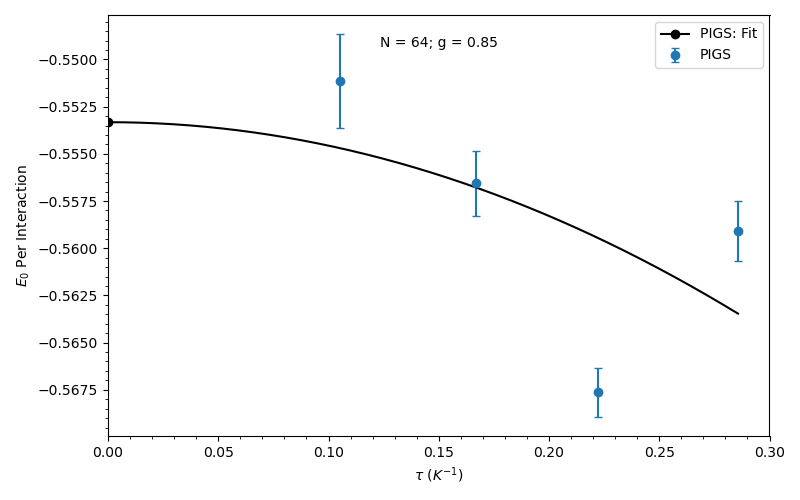 N = 64; g = 0.85
PIGS: Fit
PIGS
E₀ Per Interaction
−0.5500
−0.5525
−0.5550
−0.5575
−0.5600
−0.5625
−0.5650
−0.5675
0.00 0.05 0.10 0.15 0.20 0.25 0.30
τ (K⁻¹)